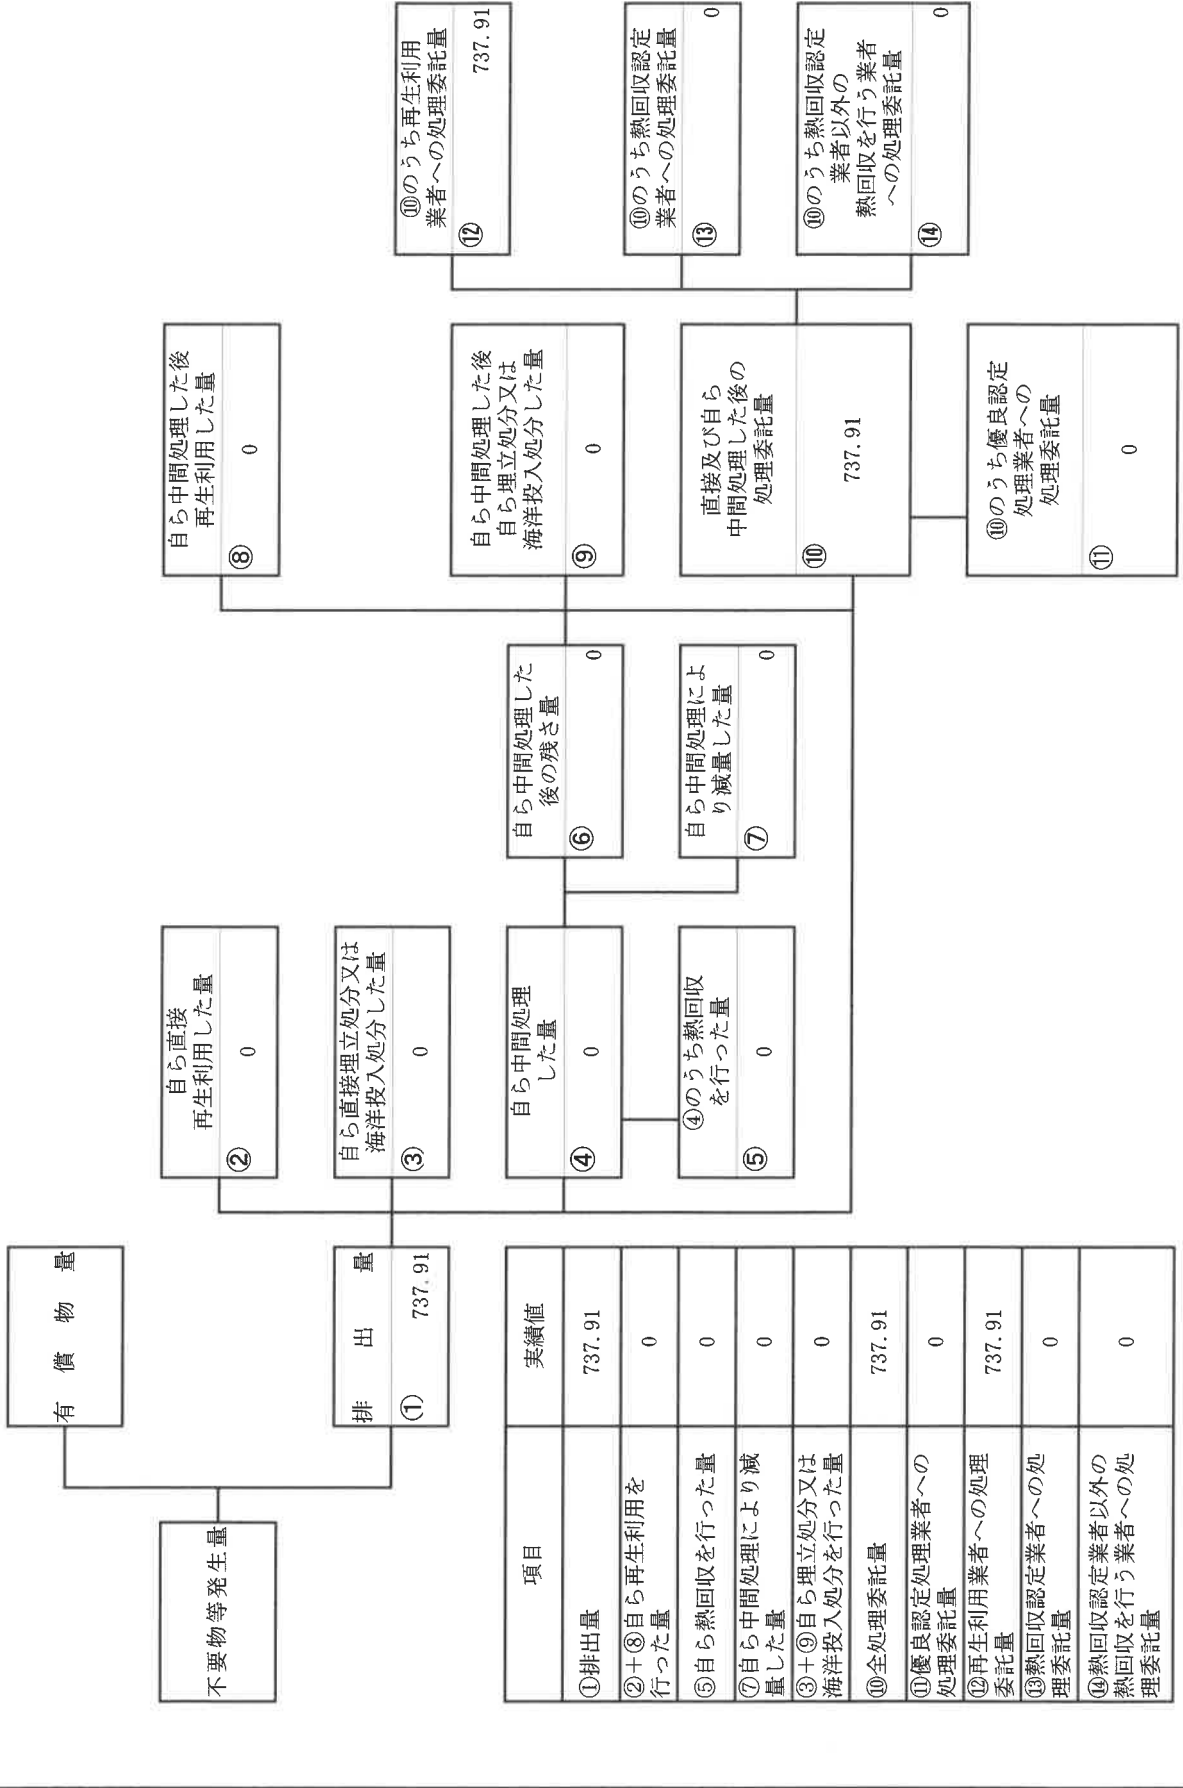 不要物等発生量
有償物量
排出量
①
737.91
自ら直接
再生利用した量
②
0
自ら直接埋立処分又は
海洋投入処分した量
③
0
自ら中間処理
した量
④
0
④のうち熱回収
を行った量
⑤
0
自ら中間処理した
後の残さ量
⑥
0
自ら中間処理によ
り減量した量
⑦
0
自ら中間処理した後
再生利用した量
⑧
0
自ら中間処理した後
自ら埋立処分又は
海洋投入処分した量
⑨
0
直接及び自ら
中間処理した後の
処理委託量
⑩
737.91
⑩のうち優良認定
処理業者への
処理委託量
⑪
0
⑩のうち再生利用
業者への処理委託量
⑫
737.91
⑩のうち熱回収認定
業者への処理委託量
⑬
0
⑩のうち熱回収認定
業者以外の
熱回収を行う業者
への処理委託量
⑭
0
項目 実績値
①排出量 737.91
②+⑧自ら再生利用を
行った量 0
⑤自ら熱回収を行った量 0
⑦自ら中間処理により減
量した量 0
③+⑨自ら埋立処分又は
海洋投入処分を行った量 0
⑩全処理委託量 737.91
⑪優良認定処理業者への
処理委託量 0
⑫再生利用業者への処理
委託量 737.91
⑬熱回収認定業者への処
理委託量 0
⑭熱回収認定業者以外の
熱回収を行う業者への処
理委託量 0